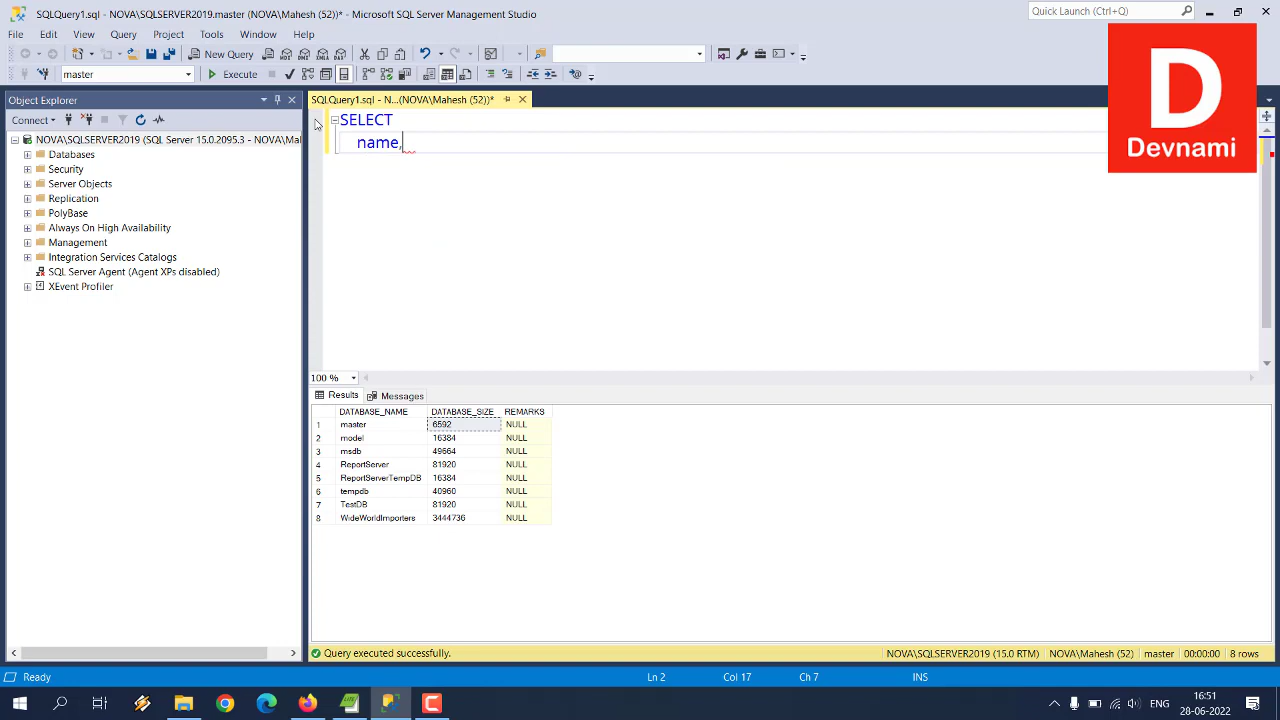 SQLQuery1.sql - NOVA\SQLSERVER2019.master (NOVA\Mahesh (52))* - Microsoft SQL Server Management Studio
Quick Launch (Ctrl+Q)
File Edit View Query Project Tools Window Help
New Query
master Execute
D
Devnami
Object Explorer
SQLQuery1.sql - N...(NOVA\Mahesh (52))*
Connect
NOVA\SQLSERVER2019 (SQL Server 15.0.2095.3 - NOVA\Mal
Databases
Security
Server Objects
Replication
PolyBase
Always On High Availability
Management
Integration Services Catalogs
SQL Server Agent (Agent XPs disabled)
XEvent Profiler
SELECT
name,
100 %
Results Messages
DATABASE_NAME DATABASE_SIZE REMARKS
1 master 6592 NULL
2 model 16384 NULL
3 msdb 49664 NULL
4 ReportServer 81920 NULL
5 ReportServerTempDB 16384 NULL
6 tempdb 40960 NULL
7 TestDB 81920 NULL
8 WideWorldImporters 3444736 NULL
Query executed successfully. NOVA\SQLSERVER2019 (15.0 RTM) NOVA\Mahesh (52) master 00:00:00 8 rows
Ready Ln 2 Col 17 Ch 7 INS
ENG 16:51
28-06-2022